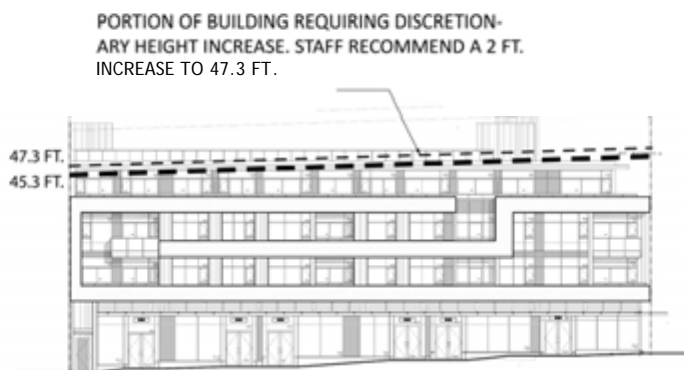 PORTION OF BUILDING REQUIRING DISCRETION-
ARY HEIGHT INCREASE. STAFF RECOMMEND A 2 FT.
INCREASE TO 47.3 FT.
47.3 FT.
45.3 FT.